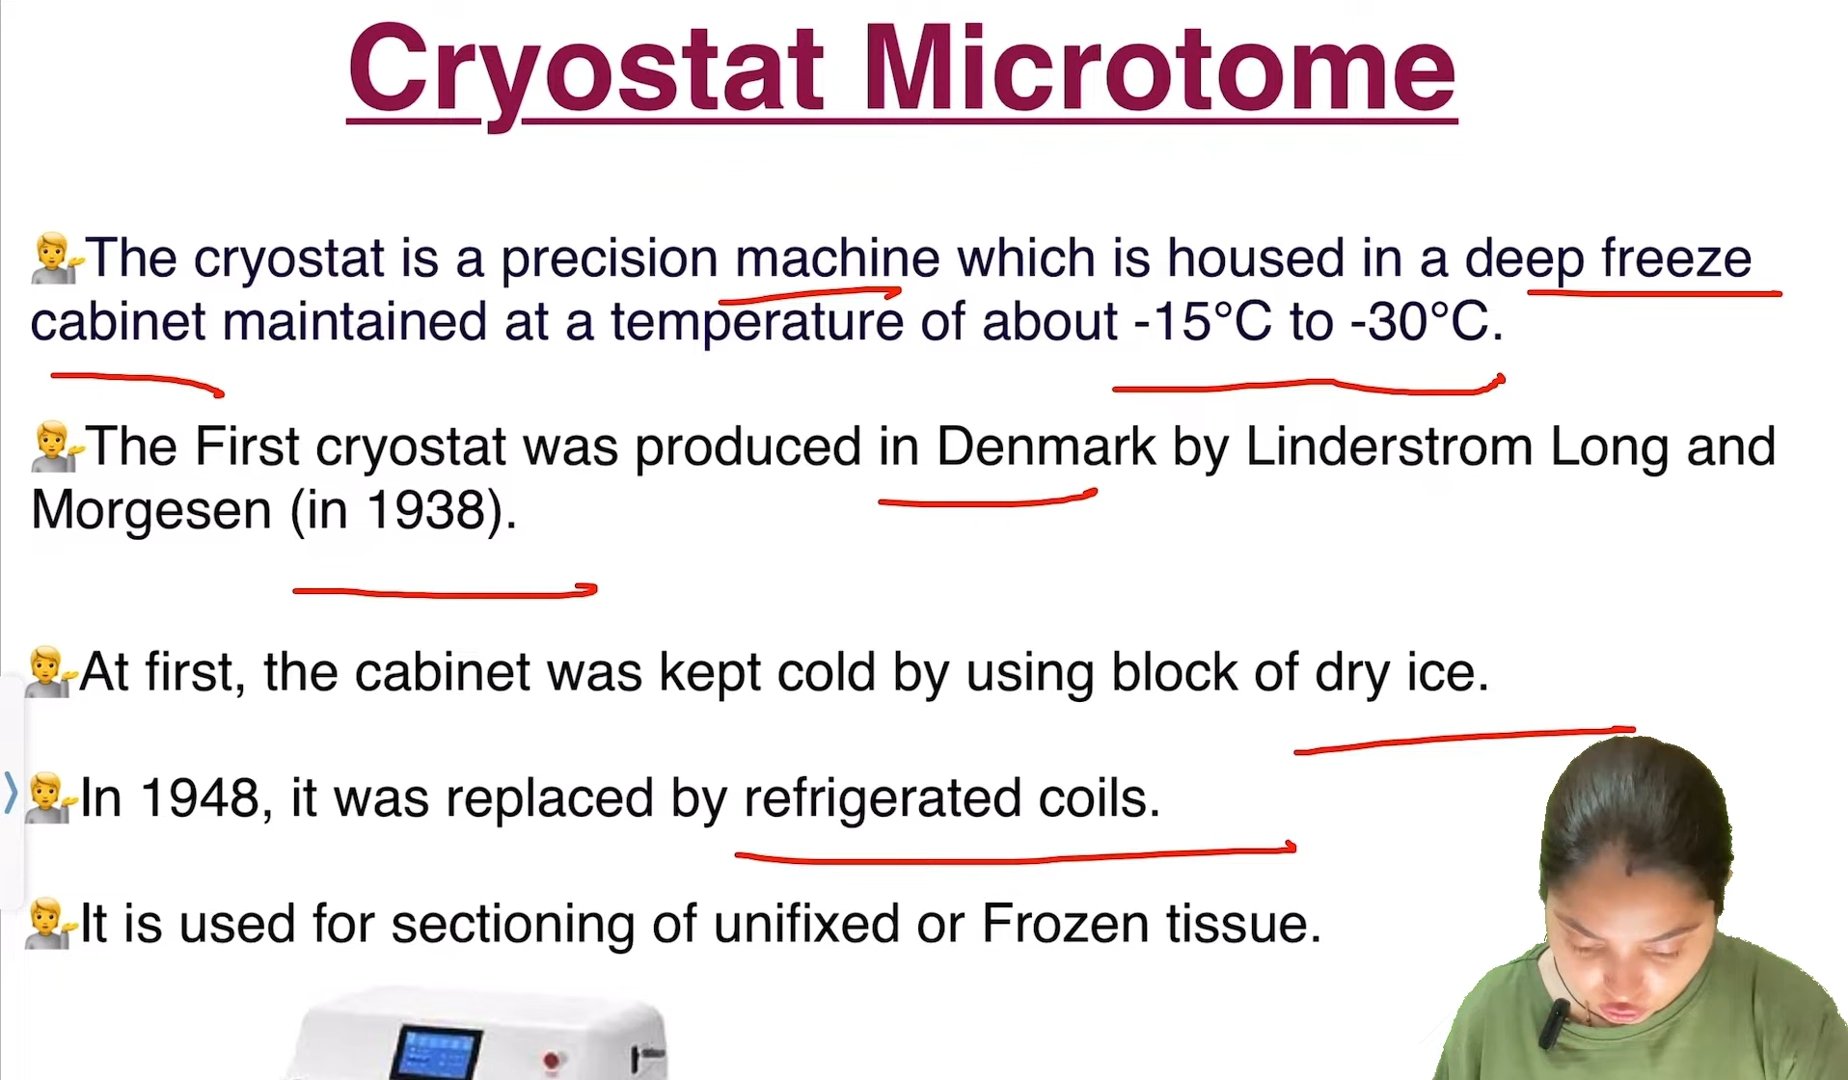 Cryostat Microtome
The cryostat is a precision machine which is housed in a deep freeze
cabinet maintained at a temperature of about -15°C to -30°C.
The First cryostat was produced in Denmark by Linderstrom Long and
Morgesen (in 1938).
At first, the cabinet was kept cold by using block of dry ice.
In 1948, it was replaced by refrigerated coils.
It is used for sectioning of unifixed or Frozen tissue.